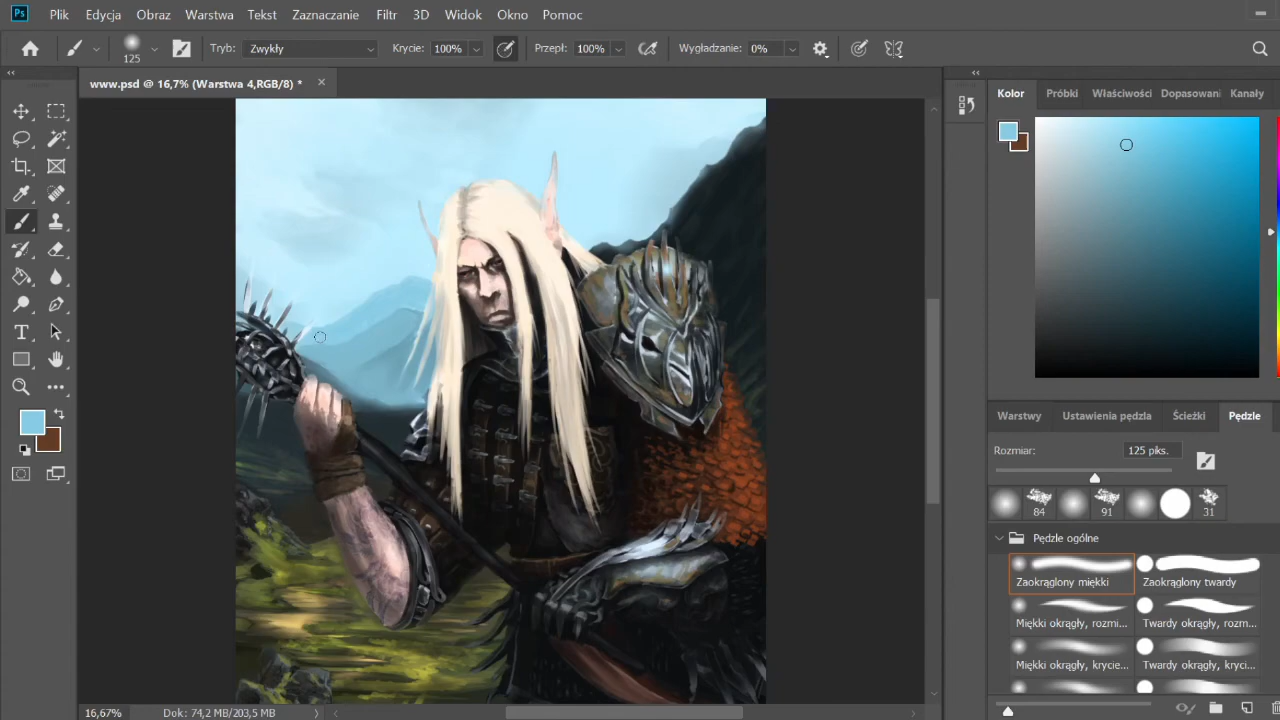 Ps Plik Edycja Obraz Warstwa Tekst Zaznaczanie Filtr 3D Widok Okno Pomoc
125 Tryb: Zwykły Krycie: 100% Przepł: 100% Wygładzanie: 0%
www.psd @ 16,7% (Warstwa 4,RGB/8) *
Kolor Próbki Właściwości Dopasowani Kanały
Warstwy Ustawienia pędzla Ścieżki Pędzle
Rozmiar: 125 piks.
84 91 31
Pędzle ogólne
Zaokrąglony miękki Zaokrąglony twardy
Miękki okrągły, rozmi... Twardy okrągły, rozm...
Miękki okrągły, krycie... Twardy okrągły, kryci...
16,67% Dok: 74,2 MB/203,5 MB